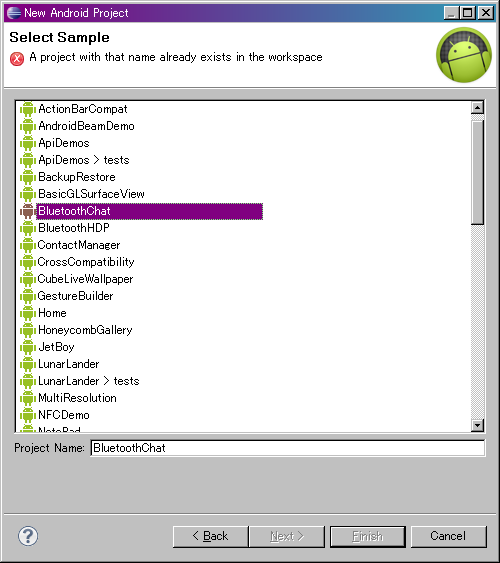 New Android Project
Select Sample
A project with that name already exists in the workspace
ActionBarCompat
AndroidBeamDemo
ApiDemos
ApiDemos > tests
BackupRestore
BasicGLSurfaceView
BluetoothChat
BluetoothHDP
ContactManager
CrossCompatibility
CubeLiveWallpaper
GestureBuilder
Home
HoneycombGallery
JetBoy
LunarLander
LunarLander > tests
MultiResolution
NFCDemo
NotePad
Project Name: BluetoothChat
? < Back Next > Finish Cancel